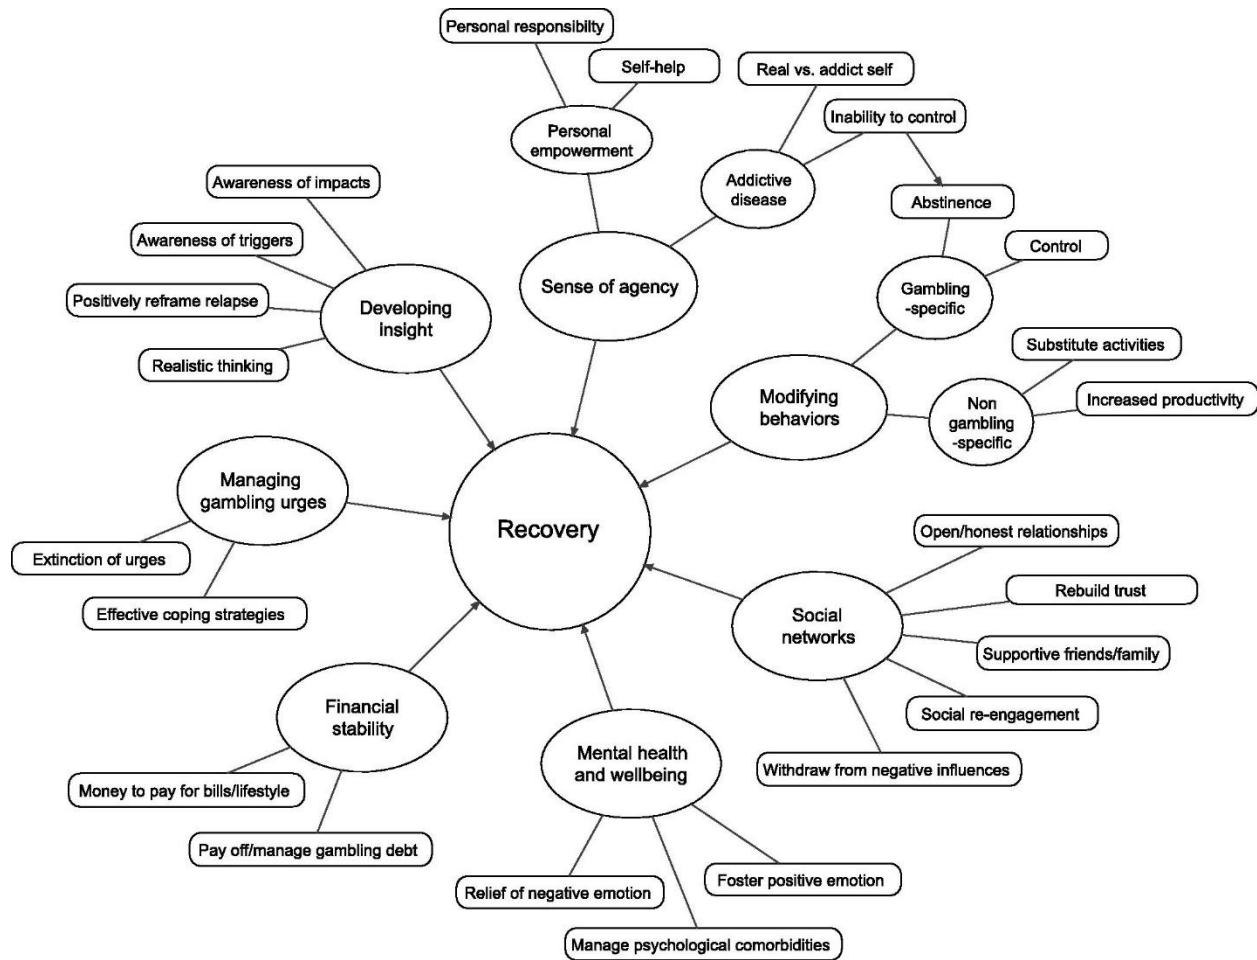 Personal responsibilty
Self-help
Real vs. addict self
Inability to control
Personal
empowerment
Addictive
disease
Abstinence
Awareness of impacts
Awareness of triggers
Positively reframe relapse
Realistic thinking
Developing
insight
Sense of agency
Control
Gambling
-specific
Substitute activities
Increased productivity
Non
gambling
-specific
Modifying
behaviors
Managing
gambling urges
Extinction of urges
Effective coping strategies
Recovery
Open/honest relationships
Rebuild trust
Supportive friends/family
Social re-engagement
Withdraw from negative influences
Social
networks
Financial
stability
Money to pay for bills/lifestyle
Pay off/manage gambling debt
Mental health
and wellbeing
Relief of negative emotion
Foster positive emotion
Manage psychological comorbidities